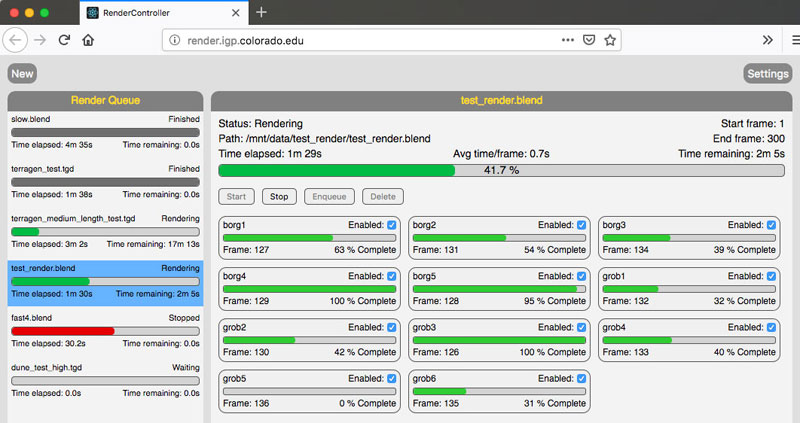 RenderController
render.igp.colorado.edu
New
Settings
Render Queue
slow.blend Finished
Time elapsed: 4m 35s Time remaining: 0.0s
terragen_test.tgd Finished
Time elapsed: 1m 38s Time remaining: 0.0s
terragen_medium_length_test.tgd Rendering
Time elapsed: 3m 2s Time remaining: 17m 13s
test_render.blend Rendering
Time elapsed: 1m 30s Time remaining: 2m 5s
fast4.blend Stopped
Time elapsed: 30.2s Time remaining: 0.0s
dune_test_high.tgd Waiting
Time elapsed: 0.0s Time remaining: 0.0s
test_render.blend
Status: Rendering Start frame: 1
Path: /mnt/data/test_render/test_render.blend End frame: 300
Time elapsed: 1m 29s Avg time/frame: 0.7s Time remaining: 2m 5s
41.7 %
Start Stop Enqueue Delete
borg1 Enabled:
Frame: 127 63 % Complete
borg2 Enabled:
Frame: 131 54 % Complete
borg3 Enabled:
Frame: 134 39 % Complete
borg4 Enabled:
Frame: 129 100 % Complete
borg5 Enabled:
Frame: 128 95 % Complete
grob1 Enabled:
Frame: 132 32 % Complete
grob2 Enabled:
Frame: 130 42 % Complete
grob3 Enabled:
Frame: 126 100 % Complete
grob4 Enabled:
Frame: 133 40 % Complete
grob5 Enabled:
Frame: 136 0 % Complete
grob6 Enabled:
Frame: 135 31 % Complete